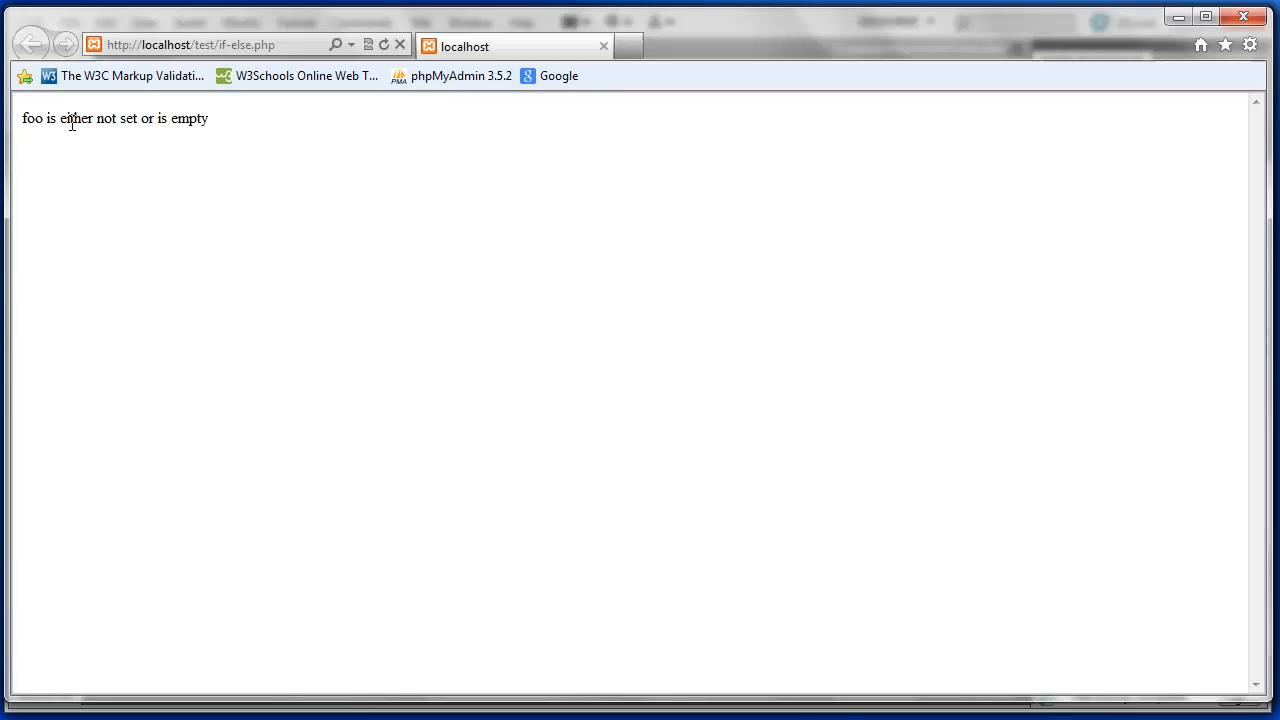 http://localhost/test/if-else.php
localhost
The W3C Markup Validati...
W3Schools Online Web T...
phpMyAdmin 3.5.2
Google
foo is either not set or is empty